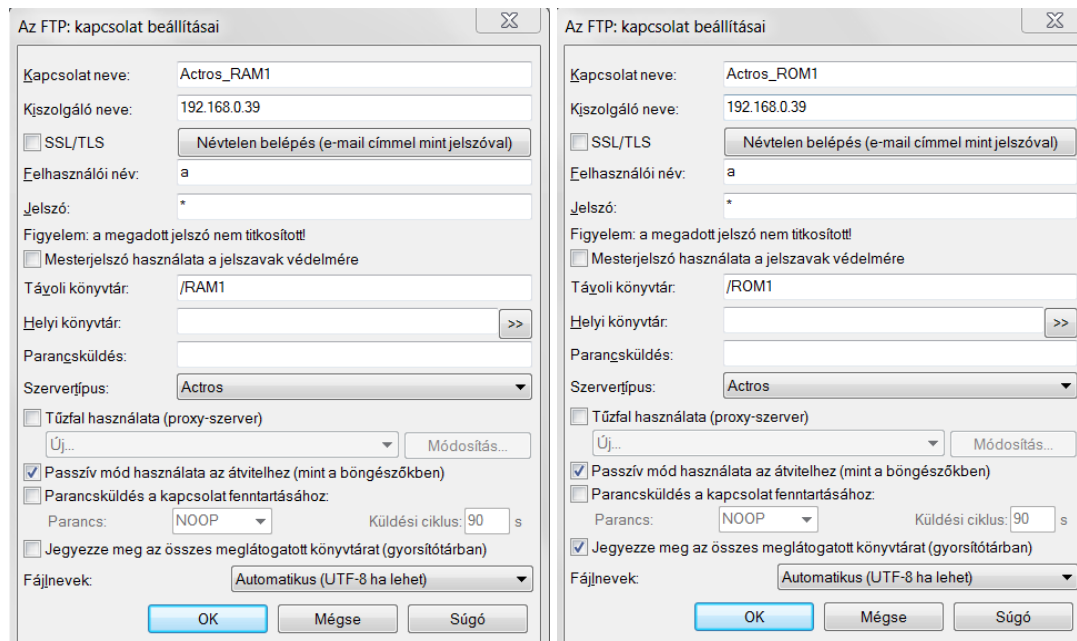 Az FTP: kapcsolat beállításai
Kapcsolat neve: Actros_RAM1
Kiszolgáló neve: 192.168.0.39
SSL/TLS Névtelen belépés (e-mail címmel mint jelszóval)
Felhasználói név: a
Jelszó: *
Figyelem: a megadott jelszó nem titkosított!
Mesterjelszó használata a jelszavak védelmére
Távoli könyvtár: /RAM1
Helyi könyvtár: >>
Parancsküldés:
Szervertípus: Actros
Tűzfal használata (proxy-szerver)
Új... Módosítás...
Passzív mód használata az átvitelhez (mint a böngészőkben)
Parancsküldés a kapcsolat fenntartásához:
Parancs: NOOP Küldési ciklus: 90 s
Jegyezze meg az összes meglátogatott könyvtárat (gyorsítótárban)
Fájlnevek: Automatikus (UTF-8 ha lehet)
OK Mégse Súgó
Az FTP: kapcsolat beállításai
Kapcsolat neve: Actros_ROM1
Kiszolgáló neve: 192.168.0.39
SSL/TLS Névtelen belépés (e-mail címmel mint jelszóval)
Felhasználói név: a
Jelszó: *
Figyelem: a megadott jelszó nem titkosított!
Mesterjelszó használata a jelszavak védelmére
Távoli könyvtár: /ROM1
Helyi könyvtár: >>
Parancsküldés:
Szervertípus: Actros
Tűzfal használata (proxy-szerver)
Új... Módosítás...
Passzív mód használata az átvitelhez (mint a böngészőkben)
Parancsküldés a kapcsolat fenntartásához:
Parancs: NOOP Küldési ciklus: 90 s
Jegyezze meg az összes meglátogatott könyvtárat (gyorsítótárban)
Fájlnevek: Automatikus (UTF-8 ha lehet)
OK Mégse Súgó